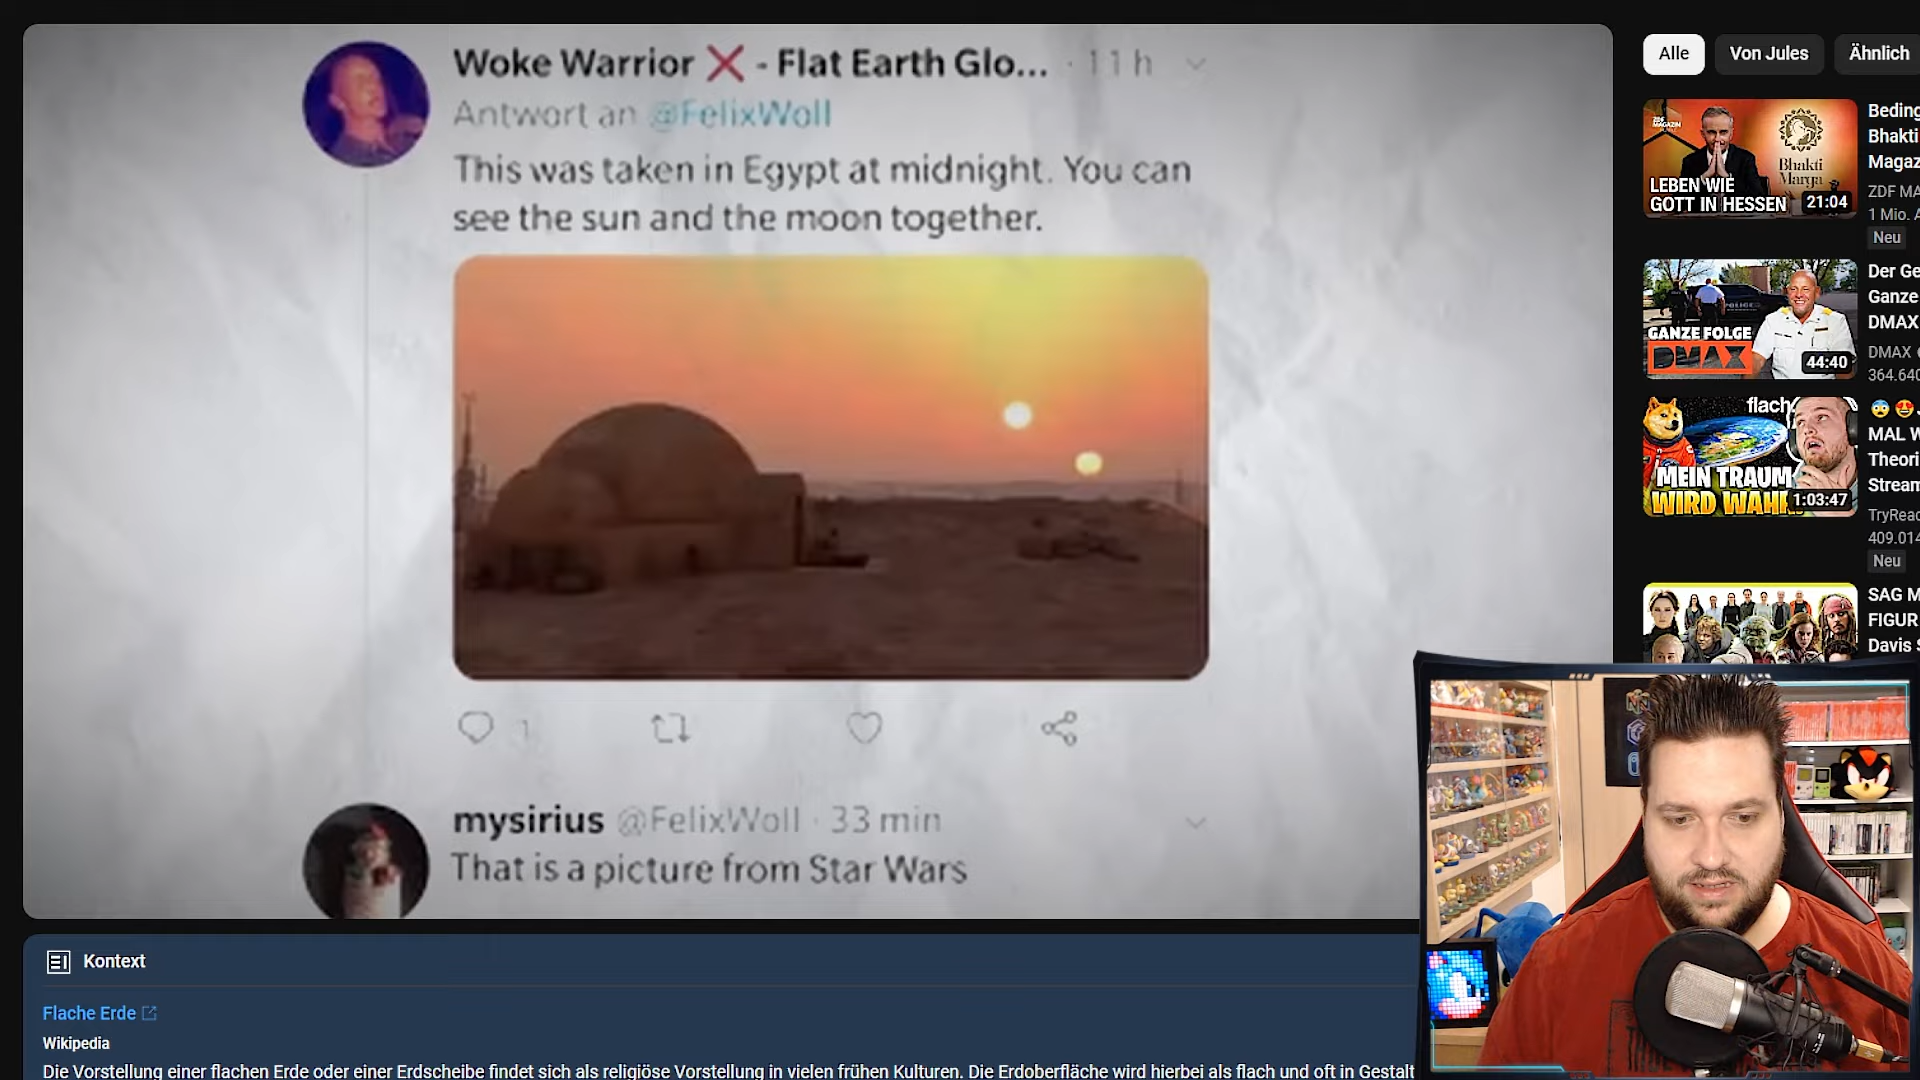 Woke Warrior ❌ - Flat Earth Glo... · 11 h
Antwort an @FelixWoll
This was taken in Egypt at midnight. You can
see the sun and the moon together.
1
mysirius @FelixWoll · 33 min
That is a picture from Star Wars
Kontext
Flache Erde
Wikipedia
Die Vorstellung einer flachen Erde oder einer Erdscheibe findet sich als religiöse Vorstellung in vielen frühen Kulturen. Die Erdoberfläche wird hierbei als flach und oft in Gestalt
Alle
Von Jules
Ähnlich
ZDF
MAGAZIN
Bhakti
Marga
LEBEN WIE
GOTT IN HESSEN
21:04
Beding
Bhakti
Magaz
ZDF MA
1 Mio. A
Neu
POLICE
GANZE FOLGE
DMAX
44:40
Der Ge
Ganze
DMAX
DMAX
364.640
flach
MEIN TRAUM
WIRD WAHR
1:03:47
😨 😍
MAL W
Theori
Stream
TryReac
409.014
Neu
SAG M
FIGUR
Davis S